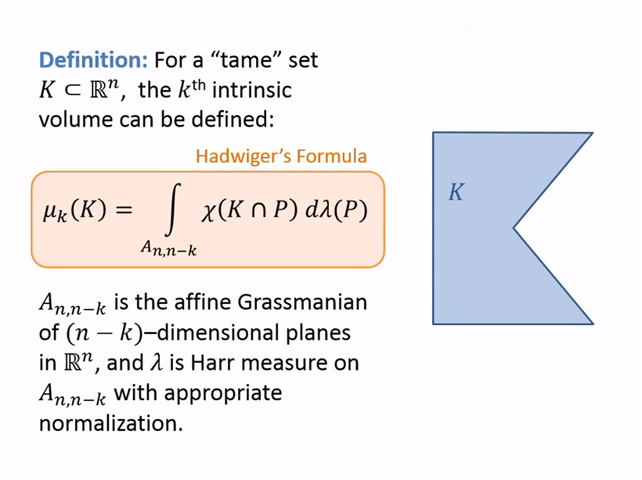 Definition: For a “tame” set
K ⊂ ℝⁿ, the kᵗʰ intrinsic
volume can be defined:
Hadwiger’s Formula
μₖ(K) = ∫ χ(K ∩ P) dλ(P)
Aₙ,ₙ₋ₖ
K
Aₙ,ₙ₋ₖ is the affine Grassmanian
of (n − k)–dimensional planes
in ℝⁿ, and λ is Harr measure on
Aₙ,ₙ₋ₖ with appropriate
normalization.